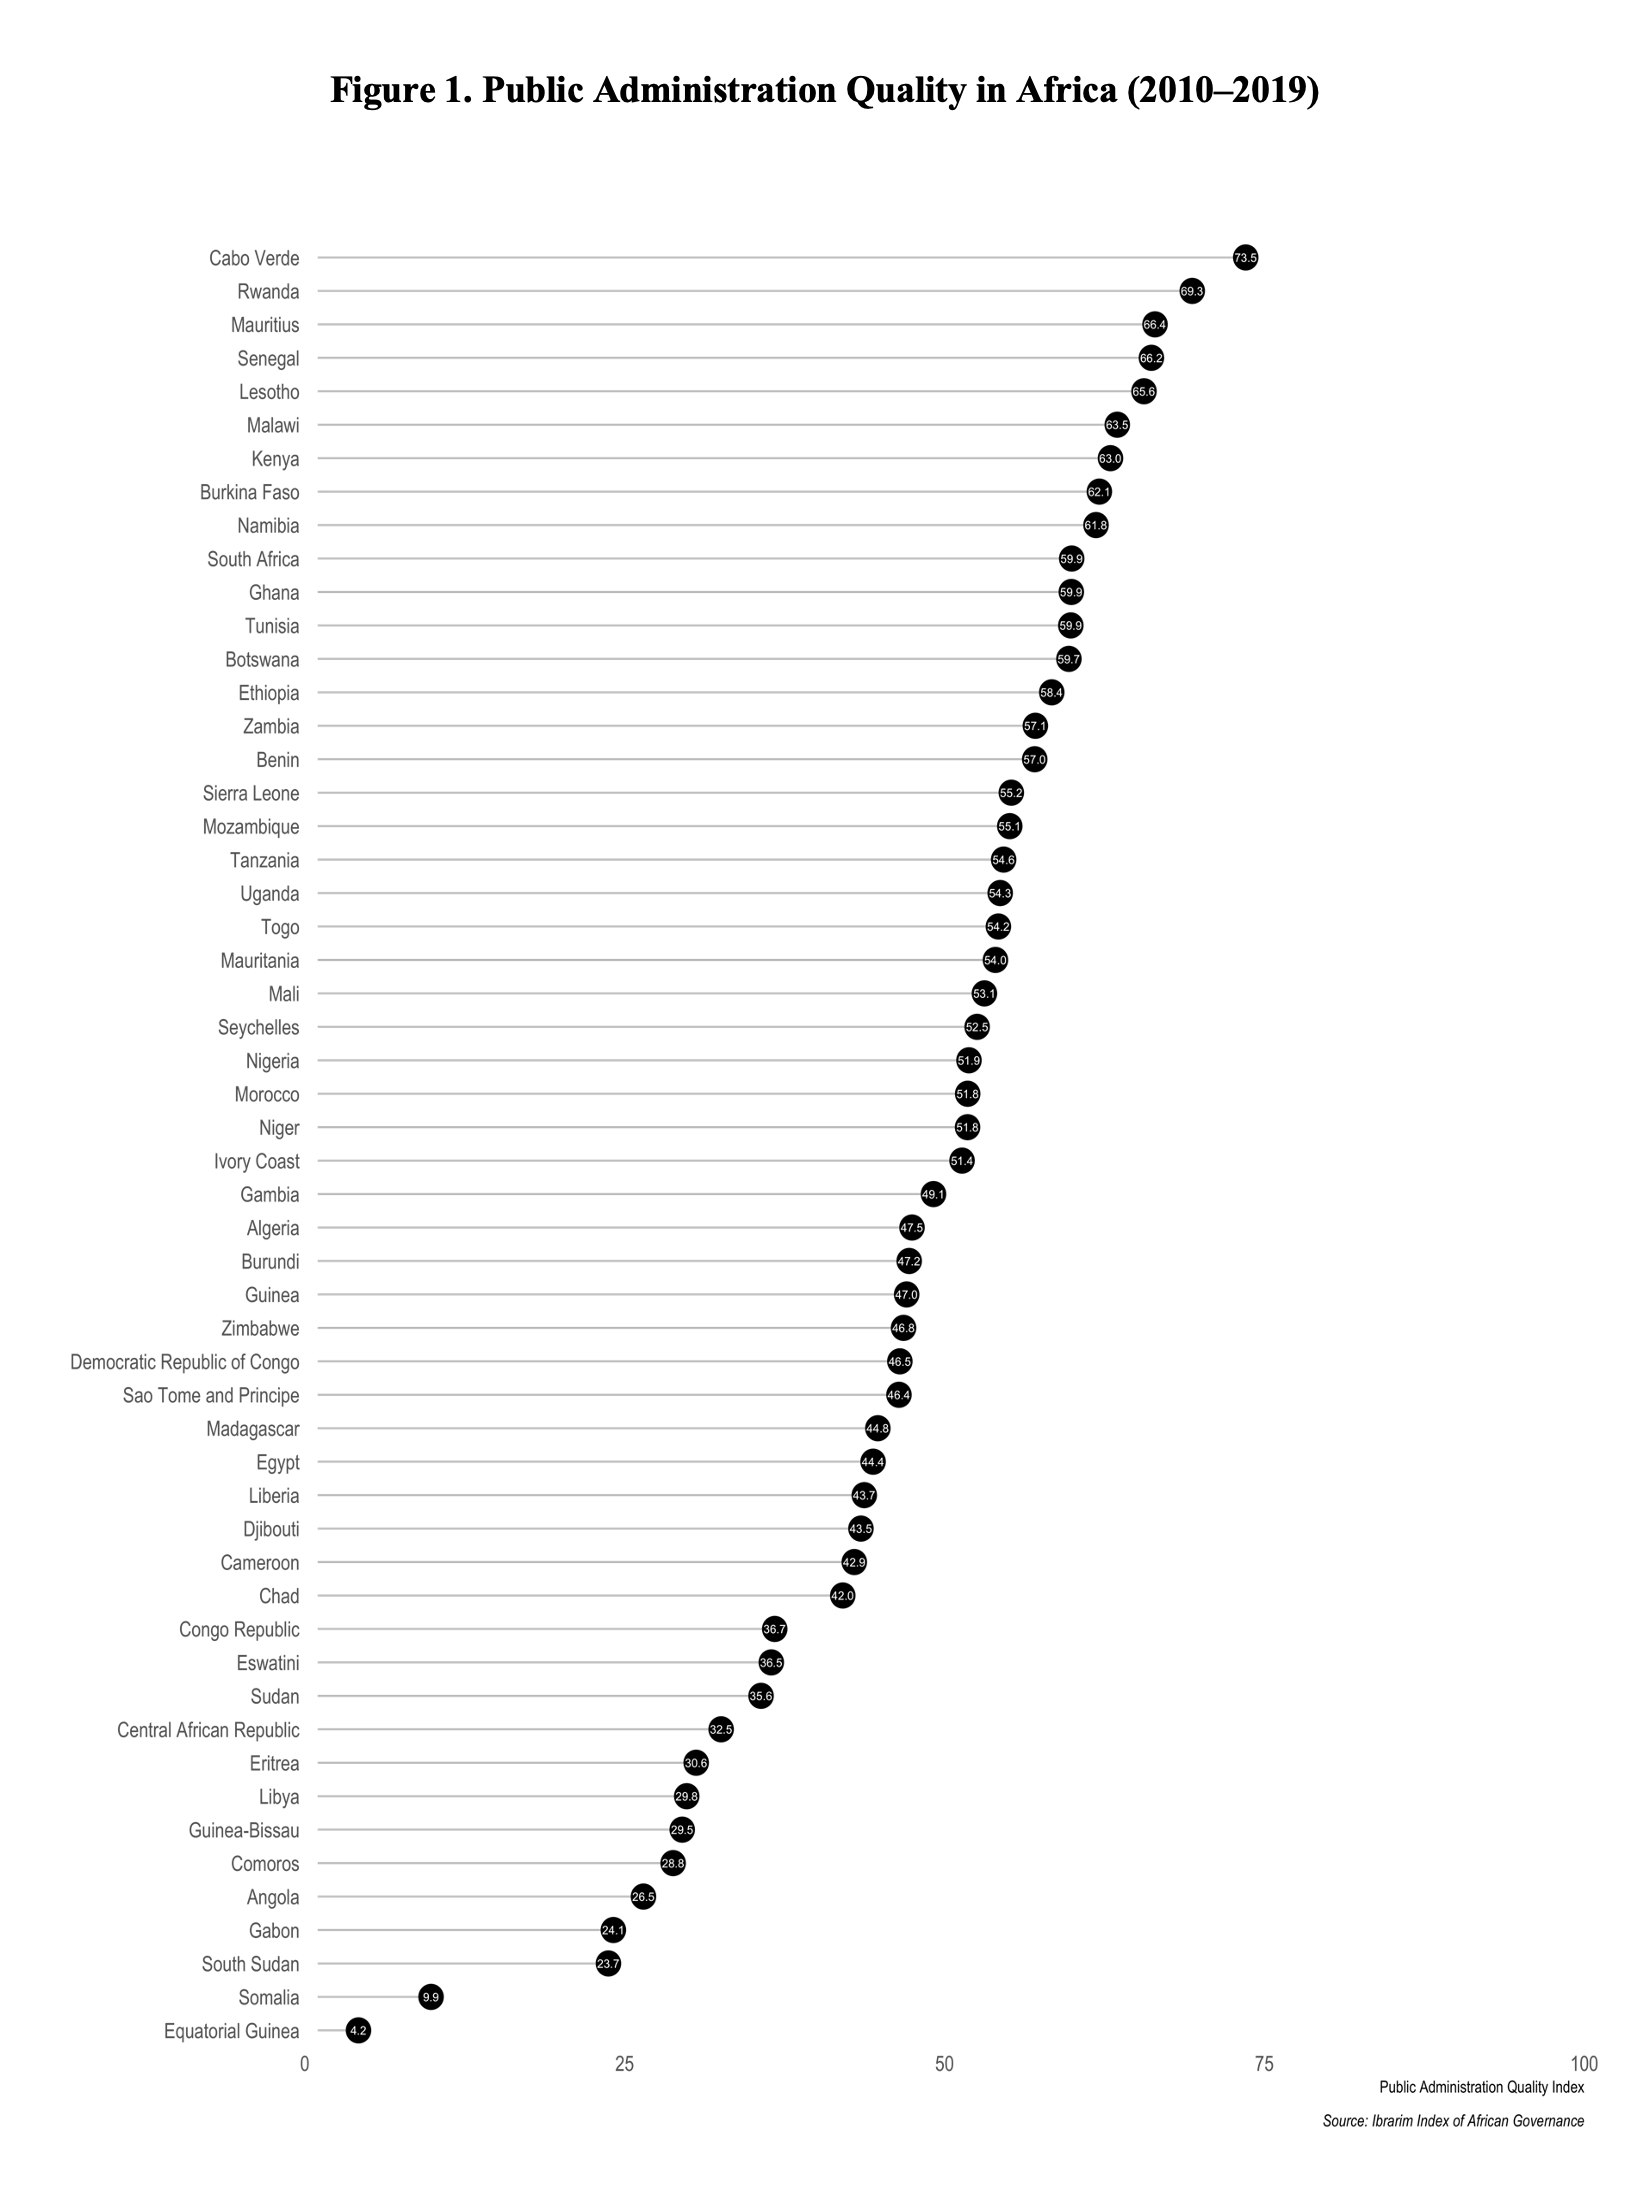 Figure 1. Public Administration Quality in Africa (2010–2019)
Cabo Verde 73.5
Rwanda 69.3
Mauritius 66.4
Senegal 66.2
Lesotho 65.6
Malawi 63.5
Kenya 63.0
Burkina Faso 62.1
Namibia 61.8
South Africa 59.9
Ghana 59.9
Tunisia 59.9
Botswana 59.7
Ethiopia 58.4
Zambia 57.1
Benin 57.0
Sierra Leone 55.2
Mozambique 55.1
Tanzania 54.6
Uganda 54.3
Togo 54.2
Mauritania 54.0
Mali 53.1
Seychelles 52.5
Nigeria 51.9
Morocco 51.8
Niger 51.8
Ivory Coast 51.4
Gambia 49.1
Algeria 47.5
Burundi 47.2
Guinea 47.0
Zimbabwe 46.8
Democratic Republic of Congo 46.5
Sao Tome and Principe 46.4
Madagascar 44.8
Egypt 44.4
Liberia 43.7
Djibouti 43.5
Cameroon 42.9
Chad 42.0
Congo Republic 36.7
Eswatini 36.5
Sudan 35.6
Central African Republic 32.5
Eritrea 30.6
Libya 29.8
Guinea-Bissau 29.5
Comoros 28.8
Angola 26.5
Gabon 24.1
South Sudan 23.7
Somalia 9.9
Equatorial Guinea 4.2
0 25 50 75 100
Public Administration Quality Index
Source: Ibrarim Index of African Governance